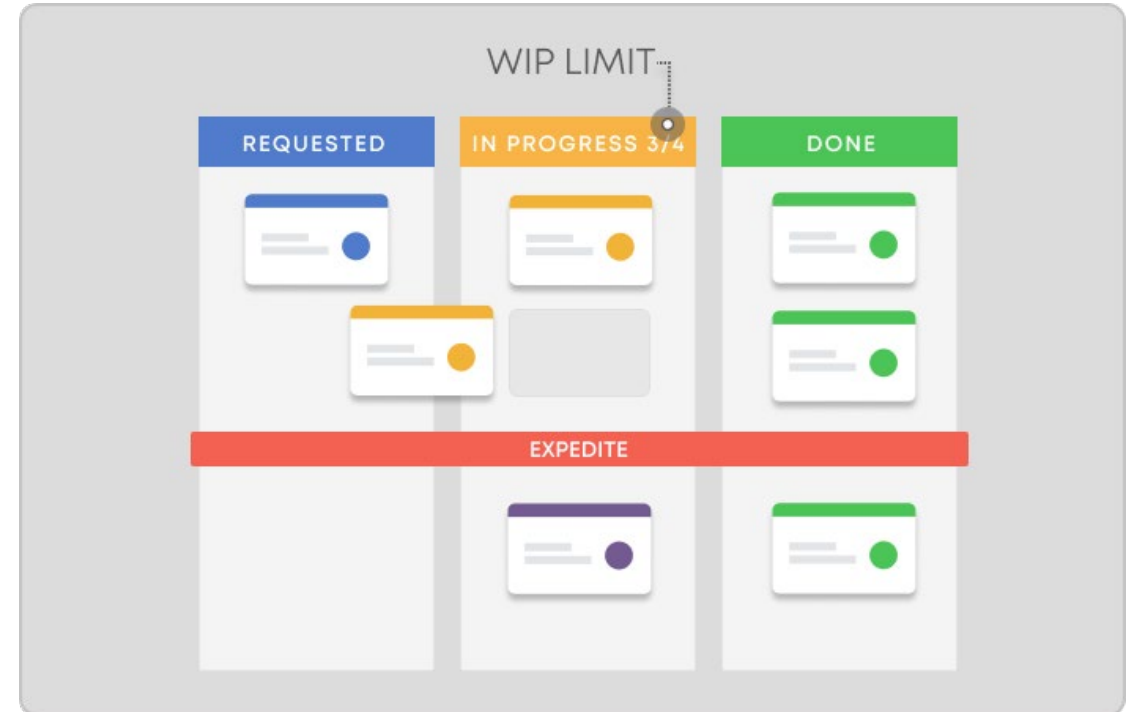 WIP LIMIT
REQUESTED
IN PROGRESS 3/4
DONE
EXPEDITE